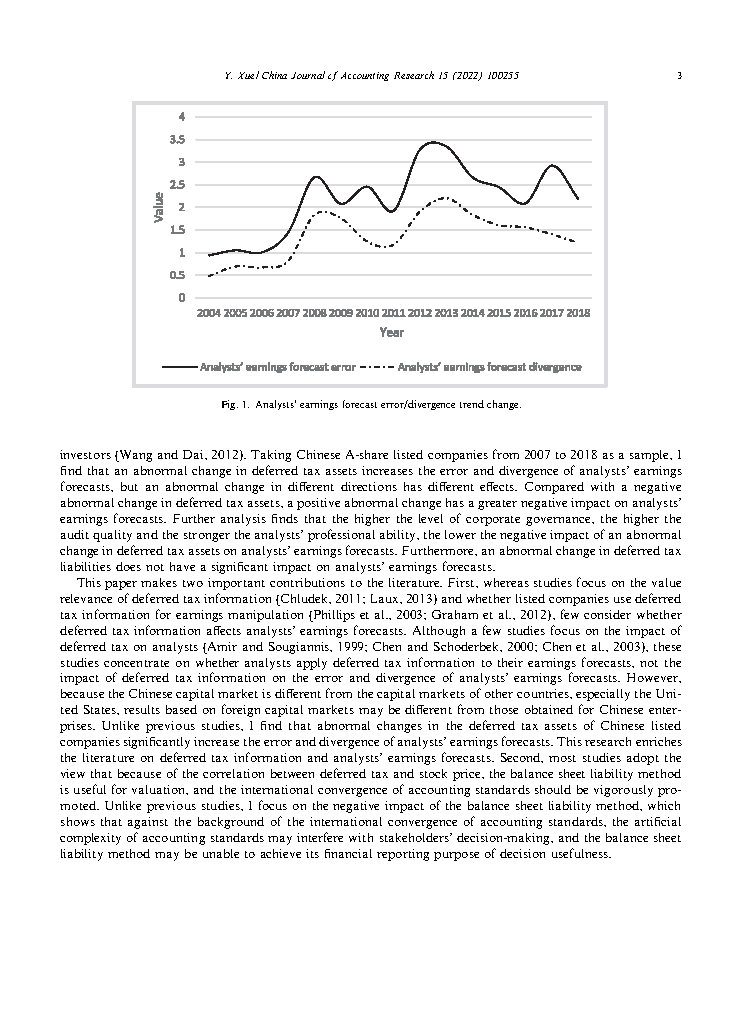 Y. Xue/China Journal of Accounting Research 15 (2022) 100255
3
4
3.5
3
2.5
2
1.5
1
0.5
0
Value
2004 2005 2006 2007 2008 2009 2010 2011 2012 2013 2014 2015 2016 2017 2018
Year
Analysts' earnings forecast error
Analysts' earnings forecast divergence
Fig. 1. Analysts' earnings forecast error/divergence trend change.
investors (Wang and Dai, 2012). Taking Chinese A-share listed companies from 2007 to 2018 as a sample, I
find that an abnormal change in deferred tax assets increases the error and divergence of analysts' earnings
forecasts, but an abnormal change in different directions has different effects. Compared with a negative
abnormal change in deferred tax assets, a positive abnormal change has a greater negative impact on analysts'
earnings forecasts. Further analysis finds that the higher the level of corporate governance, the higher the
audit quality and the stronger the analysts' professional ability, the lower the negative impact of an abnormal
change in deferred tax assets on analysts' earnings forecasts. Furthermore, an abnormal change in deferred tax
liabilities does not have a significant impact on analysts' earnings forecasts.
This paper makes two important contributions to the literature. First, whereas studies focus on the value
relevance of deferred tax information (Chludek, 2011; Laux, 2013) and whether listed companies use deferred
tax information for earnings manipulation (Phillips et al., 2003; Graham et al., 2012), few consider whether
deferred tax information affects analysts' earnings forecasts. Although a few studies focus on the impact of
deferred tax on analysts (Amir and Sougiannis, 1999; Chen and Schoderbek, 2000; Chen et al., 2003), these
studies concentrate on whether analysts apply deferred tax information to their earnings forecasts, not the
impact of deferred tax information on the error and divergence of analysts' earnings forecasts. However,
because the Chinese capital market is different from the capital markets of other countries, especially the Uni-
ted States, results based on foreign capital markets may be different from those obtained for Chinese enter-
prises. Unlike previous studies, I find that abnormal changes in the deferred tax assets of Chinese listed
companies significantly increase the error and divergence of analysts' earnings forecasts. This research enriches
the literature on deferred tax information and analysts' earnings forecasts. Second, most studies adopt the
view that because of the correlation between deferred tax and stock price, the balance sheet liability method
is useful for valuation, and the international convergence of accounting standards should be vigorously pro-
moted. Unlike previous studies, I focus on the negative impact of the balance sheet liability method, which
shows that against the background of the international convergence of accounting standards, the artificial
complexity of accounting standards may interfere with stakeholders' decision-making, and the balance sheet
liability method may be unable to achieve its financial reporting purpose of decision usefulness.